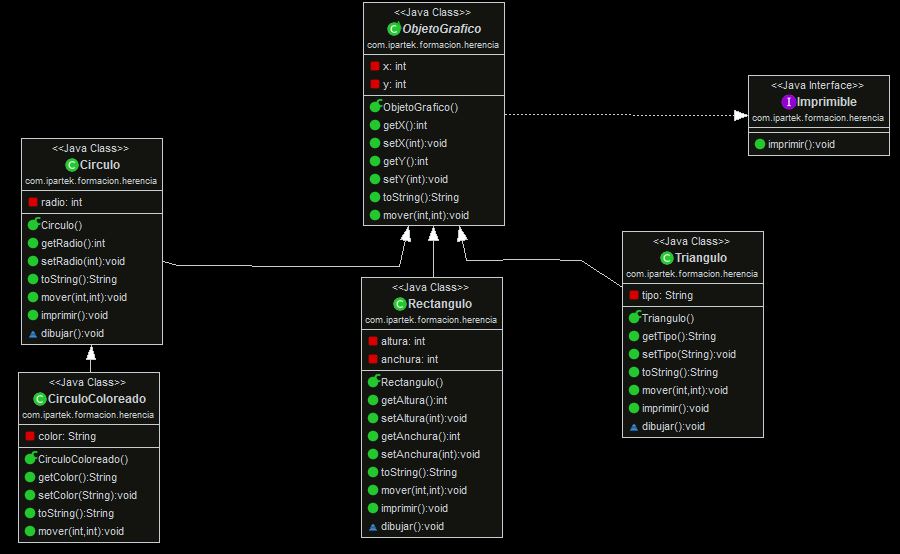 <<Java Class>>
ObjetoGrafico
com.ipartek.formacion.herencia
x: int
y: int
ObjetoGrafico()
getX():int
setX(int):void
getY():int
setY(int):void
toString():String
mover(int,int):void
<<Java Interface>>
I
Imprimible
com.ipartek.formacion.herencia
imprimir():void
<<Java Class>>
C
Circulo
com.ipartek.formacion.herencia
radio: int
Circulo()
getRadio():int
setRadio(int):void
toString():String
mover(int,int):void
imprimir():void
dibujar():void
<<Java Class>>
C
CirculoColoreado
com.ipartek.formacion.herencia
color: String
CirculoColoreado()
getColor():String
setColor(String):void
toString():String
mover(int,int):void
<<Java Class>>
C
Rectangulo
com.ipartek.formacion.herencia
altura: int
anchura: int
Rectangulo()
getAltura():int
setAltura(int):void
getAnchura():int
setAnchura(int):void
toString():String
mover(int,int):void
imprimir():void
dibujar():void
<<Java Class>>
C
Triangulo
com.ipartek.formacion.herencia
tipo: String
Triangulo()
getTipo():String
setTipo(String):void
toString():String
mover(int,int):void
imprimir():void
dibujar():void